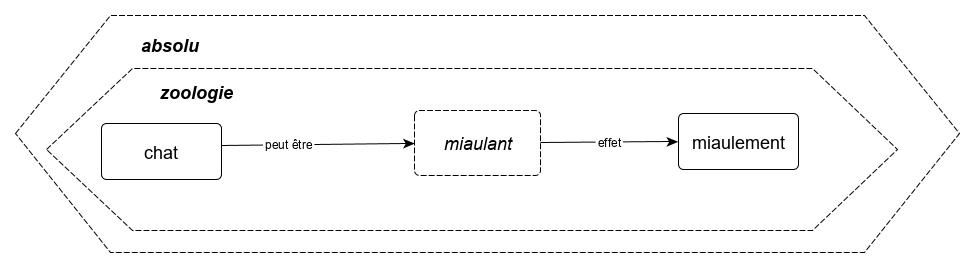 absolu
zoologie
chat
peut être
miaulant
effet
miaulement